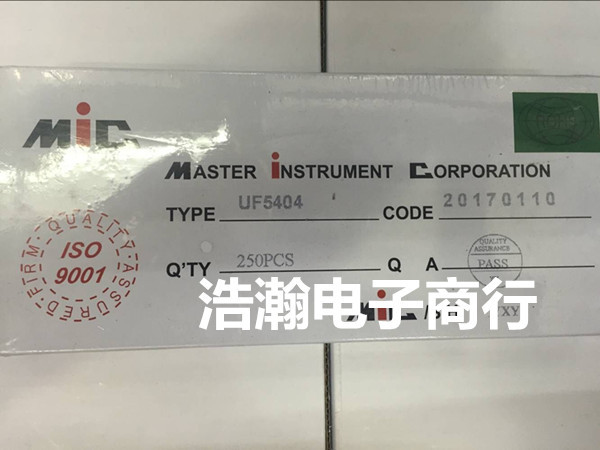 MIC
MASTER INSTRUMENT CORPORATION
TYPE UF5404 CODE 20170110
Q'TY 250PCS Q A QUALITY ASSURANCE PASS
FIRM QUALITY ASSURED
ISO
9001
浩瀚电子商行
MIC